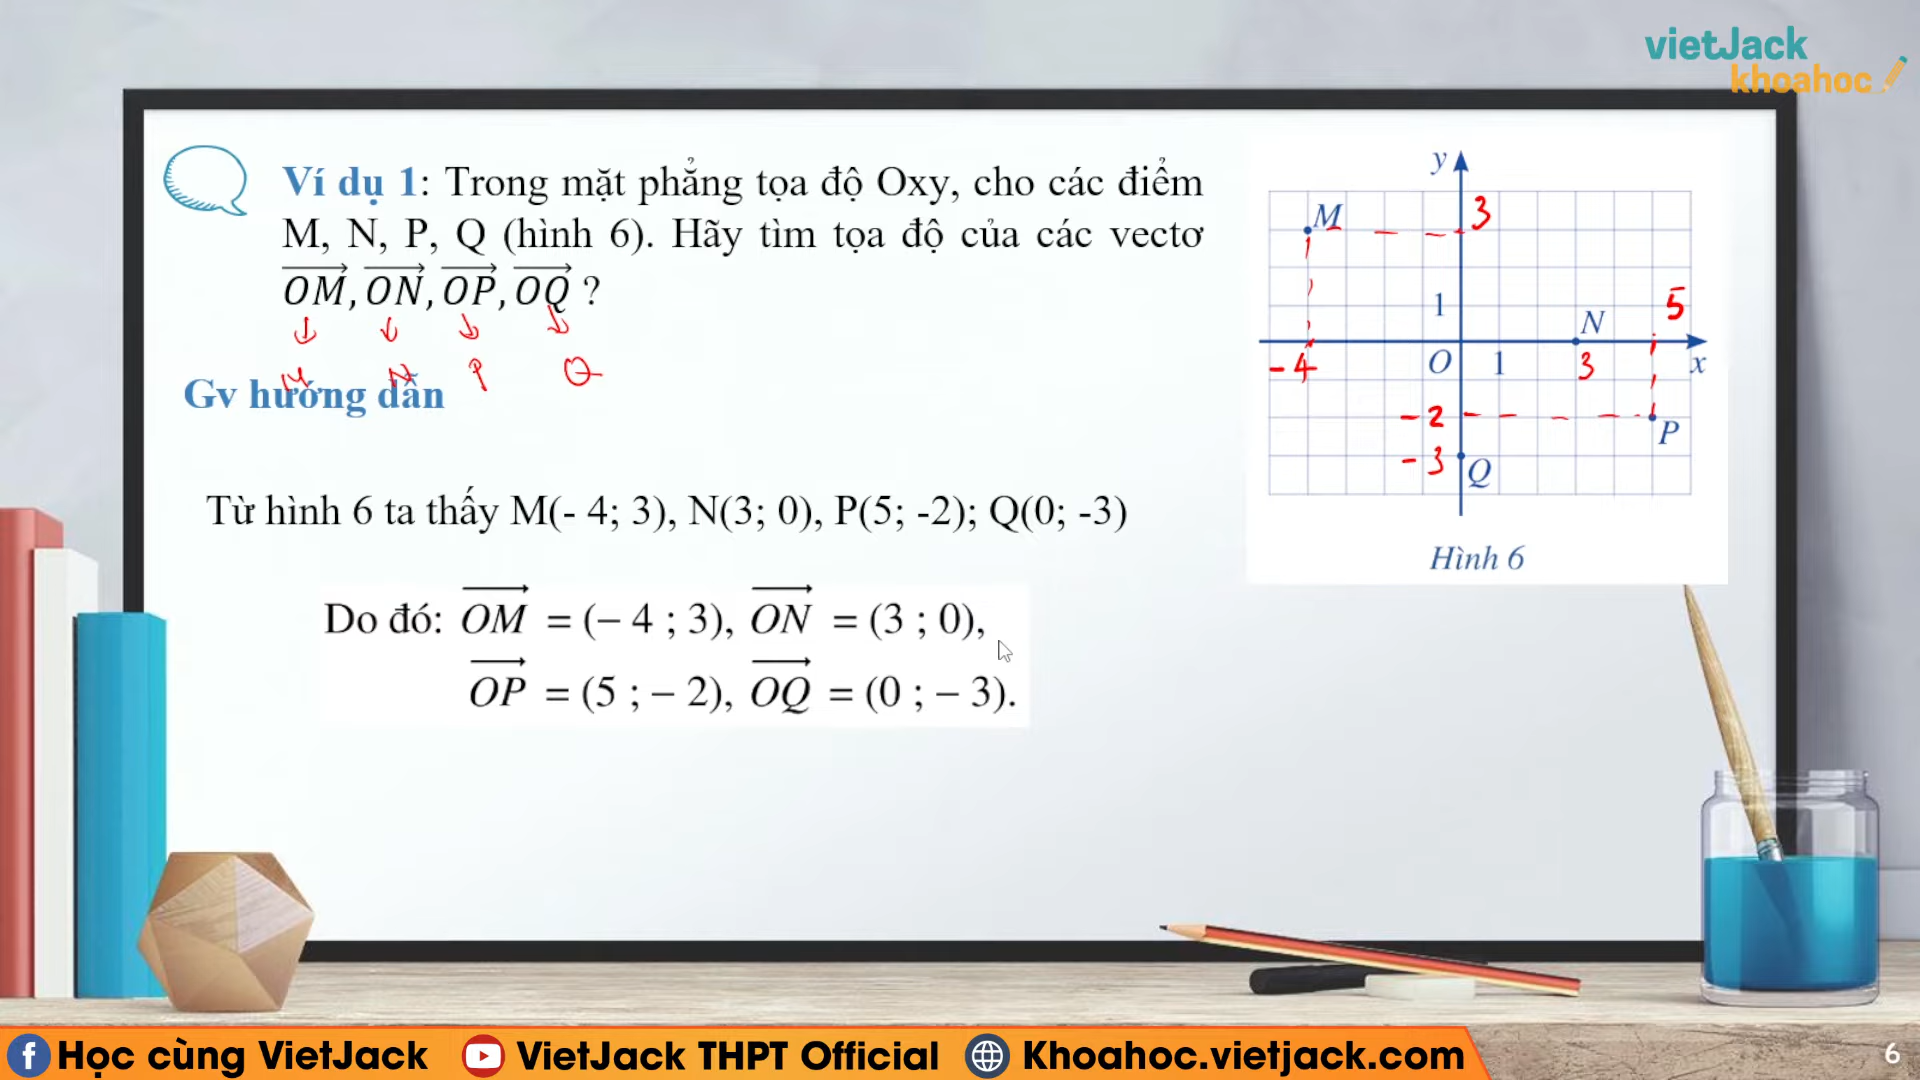 vietJack
khoahoc
Ví dụ 1: Trong mặt phẳng tọa độ Oxy, cho các điểm
M, N, P, Q (hình 6). Hãy tìm tọa độ của các vectơ
OM, ON, OP, OQ ?
M N P Q
Gv hướng dẫn
Từ hình 6 ta thấy M(- 4; 3), N(3; 0), P(5; -2); Q(0; -3)
Do đó: OM = (– 4 ; 3), ON = (3 ; 0),
OP = (5 ; – 2), OQ = (0 ; – 3).
y
M 3
1 N 5
-4 O 1 3 x
-2 P
-3 Q
Hình 6
Học cùng VietJack VietJack THPT Official Khoahoc.vietjack.com 6